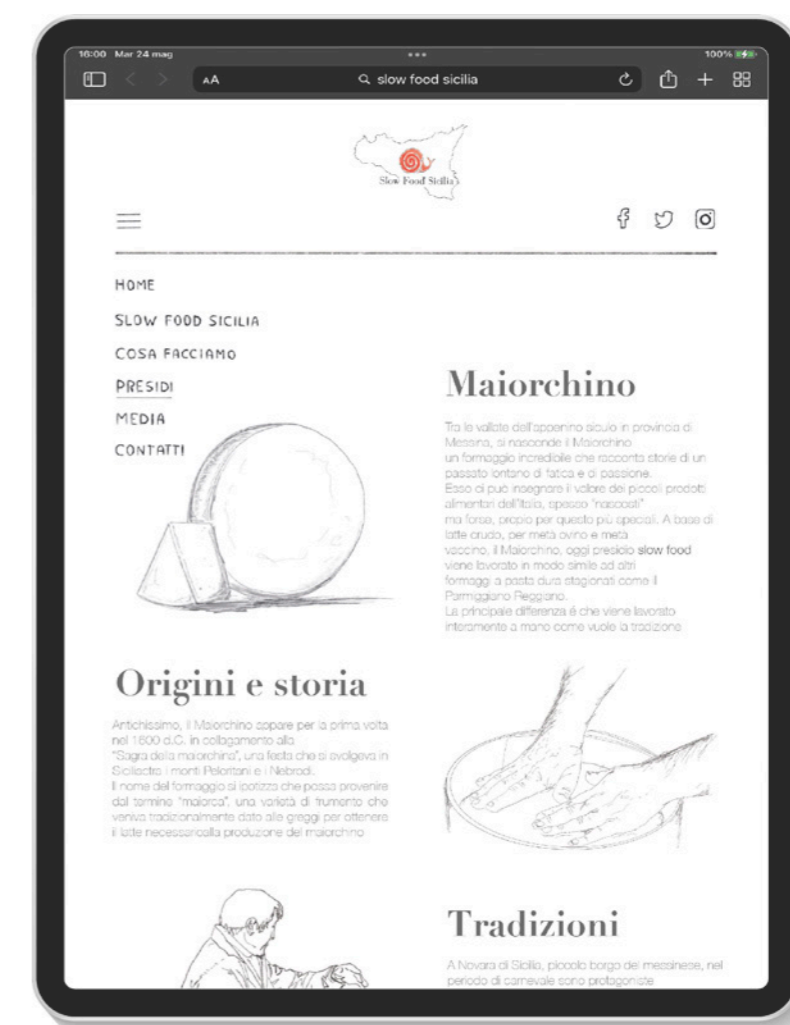 16:00 Mar 24 mag
100%
AA
slow food sicilia
Slow Food Sicilia
HOME
SLOW FOOD SICILIA
COSA FACCIAMO
PRESIDI
MEDIA
CONTATTI
Maiorchino
Tra le vallate dell'appenino siculo in provincia di
Messina, si nasconde il Maiorchino
un formaggio incredibile che racconta storie di un
passato lontano di fatica e di passione.
Esso ci può insegnare il valore dei piccoli prodotti
alimentari dell'Italia, spesso "nascosti"
ma forse, propio per questo più speciali. A base di
latte crudo, per metà ovino e metà
vaccino, il Maiorchino, oggi presidio slow food
viene lavorato in modo simile ad altri
formaggi a pasta dura stagionati come il
Parmiggiano Reggiano.
La principale differenza é che viene lavorato
interamente a mano come vuole la tradizione
Origini e storia
Antichissimo, il Maiorchino appare per la prima volta
nel 1600 d.C. in collagamento alla
"Sagra della maiorchina", una festa che si svolgeva in
Siciliastra i monti Peloritani e i Nebrodi.
Il nome del formaggio si ipotizza che possa provenire
dal termine "maiorca", una varietà di frumento che
veniva tradizionalmente dato alle greggi per ottenere
il latte necessarioalla produzione del maiorchino
Tradizioni
A Novara di Sicilia, piccolo borgo del messinese, nel
periodo di carnevale sono protagoniste